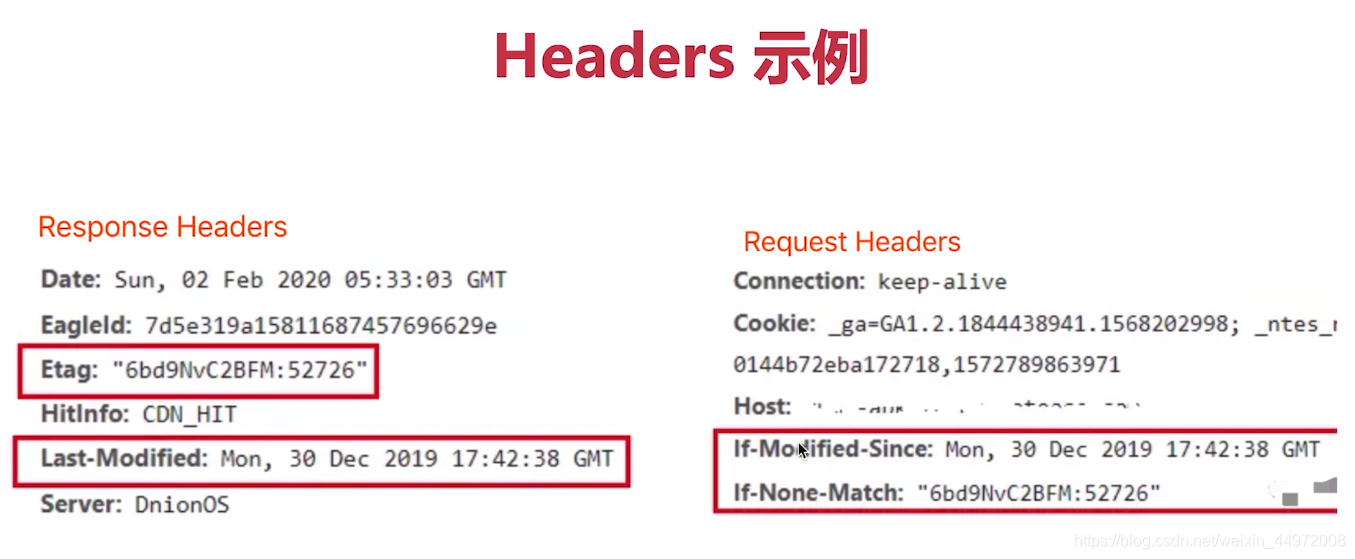 Headers 示例
Response Headers
Date: Sun, 02 Feb 2020 05:33:03 GMT
EagleId: 7d5e319a15811687457696629e
Etag: "6bd9NvC2BFM:52726"
HitInfo: CDN_HIT
Last-Modified: Mon, 30 Dec 2019 17:42:38 GMT
Server: DnionOS
Request Headers
Connection: keep-alive
Cookie: _ga=GA1.2.1844438941.1568202998; _ntes_n
0144b72eba172718,1572789863971
Host:
If-Modified-Since: Mon, 30 Dec 2019 17:42:38 GMT
If-None-Match: "6bd9NvC2BFM:52726"
https://blog.csdn.net/weixin_44972008